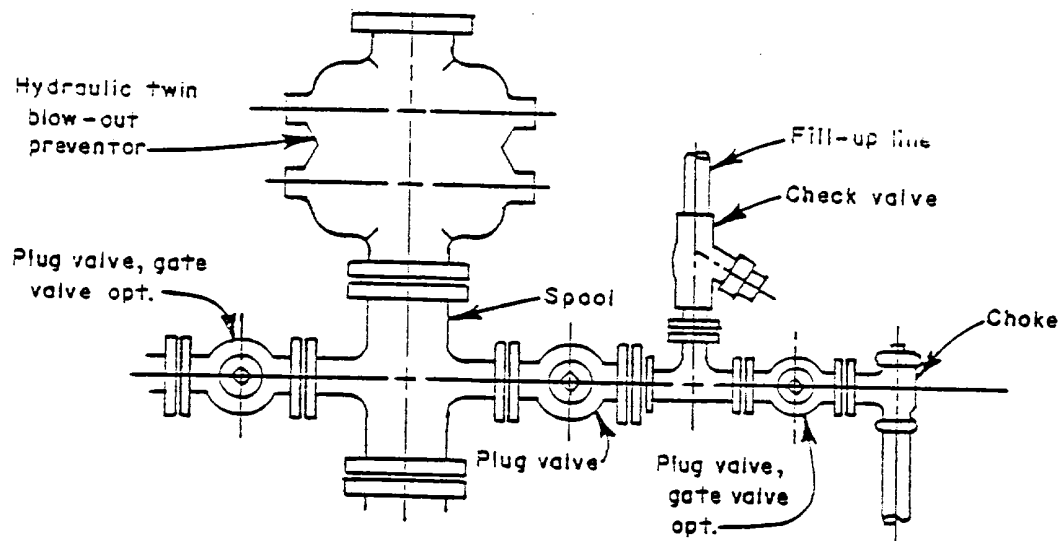 Hydraulic twin
blow-out
preventor
Fill-up line
Check valve
Plug valve, gate
valve opt.
Spool
Choke
Plug valve
Plug valve,
gate valve
opt.